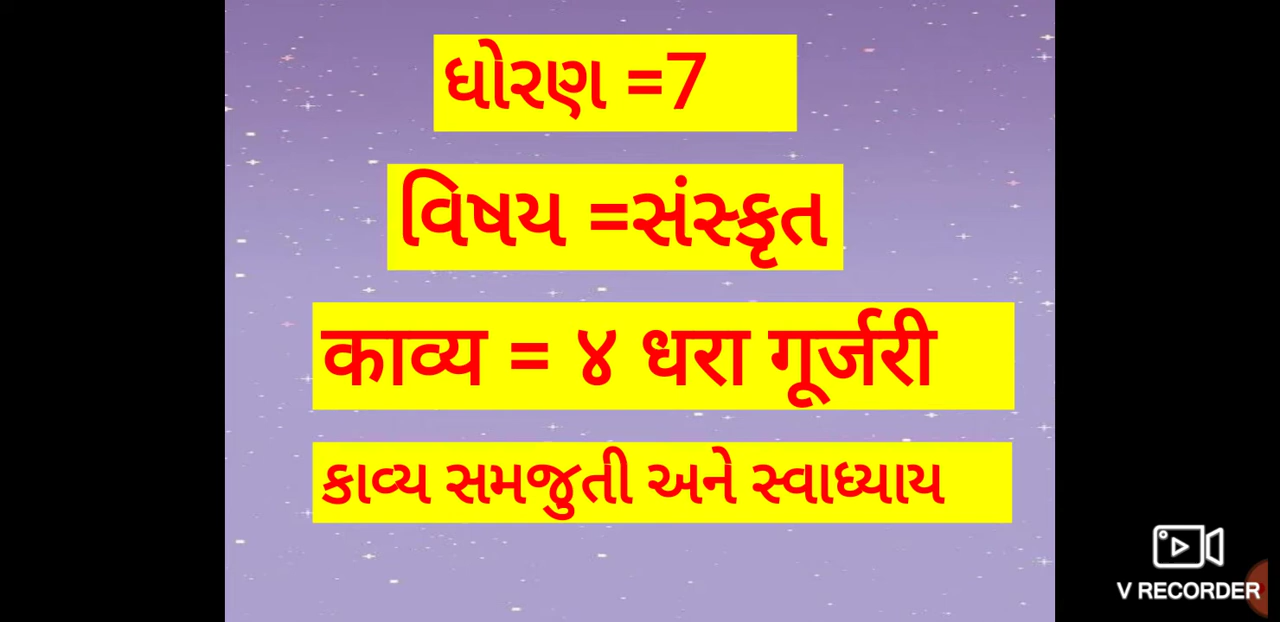 ધોરણ =7
વિષય =સંસ્કૃત
काव्य = ४ धरा गूर्जरी
કાવ્ય સમજુતી અને સ્વાધ્યાય
V RECORDER